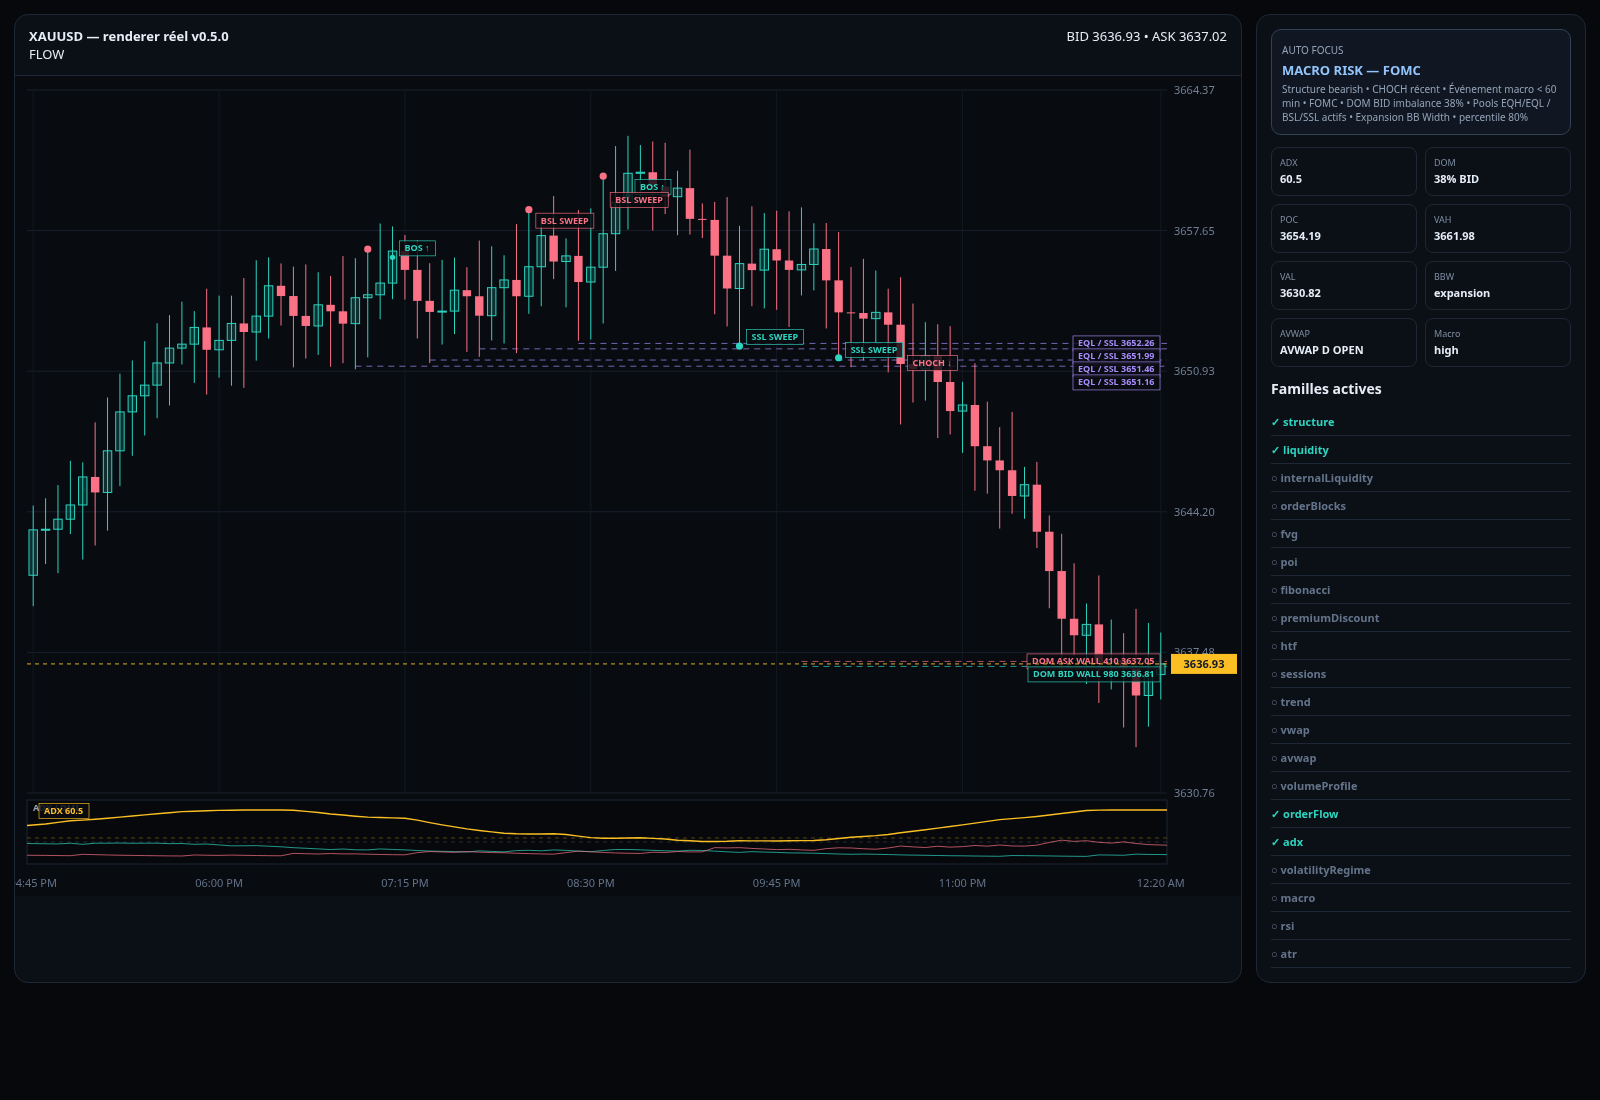 XAUUSD — renderer réel v0.5.0
FLOW
BID 3636.93 • ASK 3637.02
3664.37
3657.65
3650.93
3644.20
3637.48
3630.76
BOS ↑
BSL SWEEP
BOS ↑
BSL SWEEP
SSL SWEEP
SSL SWEEP
CHOCH ↓
EQL / SSL 3652.26
EQL / SSL 3651.99
EQL / SSL 3651.46
EQL / SSL 3651.16
DOM ASK WALL 410 3637.05
DOM BID WALL 980 3636.81
3636.93
ADX 60.5
4:45 PM
06:00 PM
07:15 PM
08:30 PM
09:45 PM
11:00 PM
12:20 AM
AUTO FOCUS
MACRO RISK — FOMC
Structure bearish • CHOCH récent • Événement macro < 60
min • FOMC • DOM BID imbalance 38% • Pools EQH/EQL /
BSL/SSL actifs • Expansion BB Width • percentile 80%
ADX
60.5
DOM
38% BID
POC
3654.19
VAH
3661.98
VAL
3630.82
BBW
expansion
AVWAP
AVWAP D OPEN
Macro
high
Familles actives
✓ structure
✓ liquidity
○ internalLiquidity
○ orderBlocks
○ fvg
○ poi
○ fibonacci
○ premiumDiscount
○ htf
○ sessions
○ trend
○ vwap
○ avwap
○ volumeProfile
✓ orderFlow
✓ adx
○ volatilityRegime
○ macro
○ rsi
○ atr